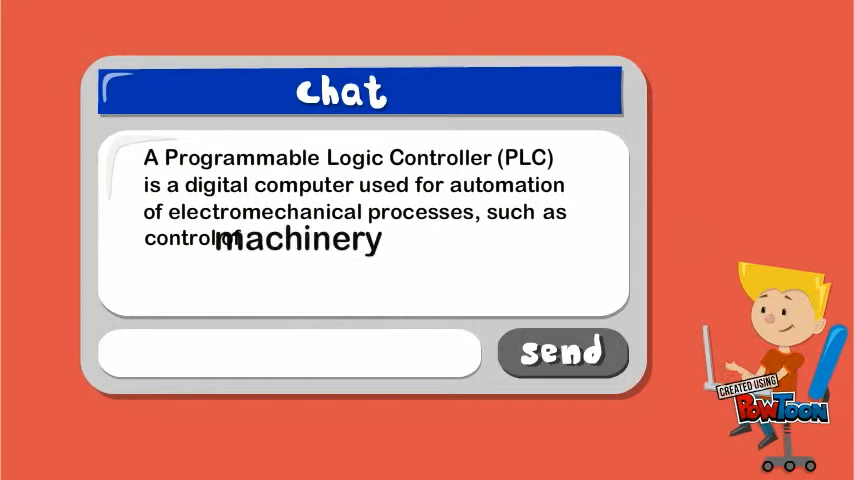 chat
A Programmable Logic Controller (PLC)
is a digital computer used for automation
of electromechanical processes, such as
control of machinery
send
CREATED USING
POWTOON